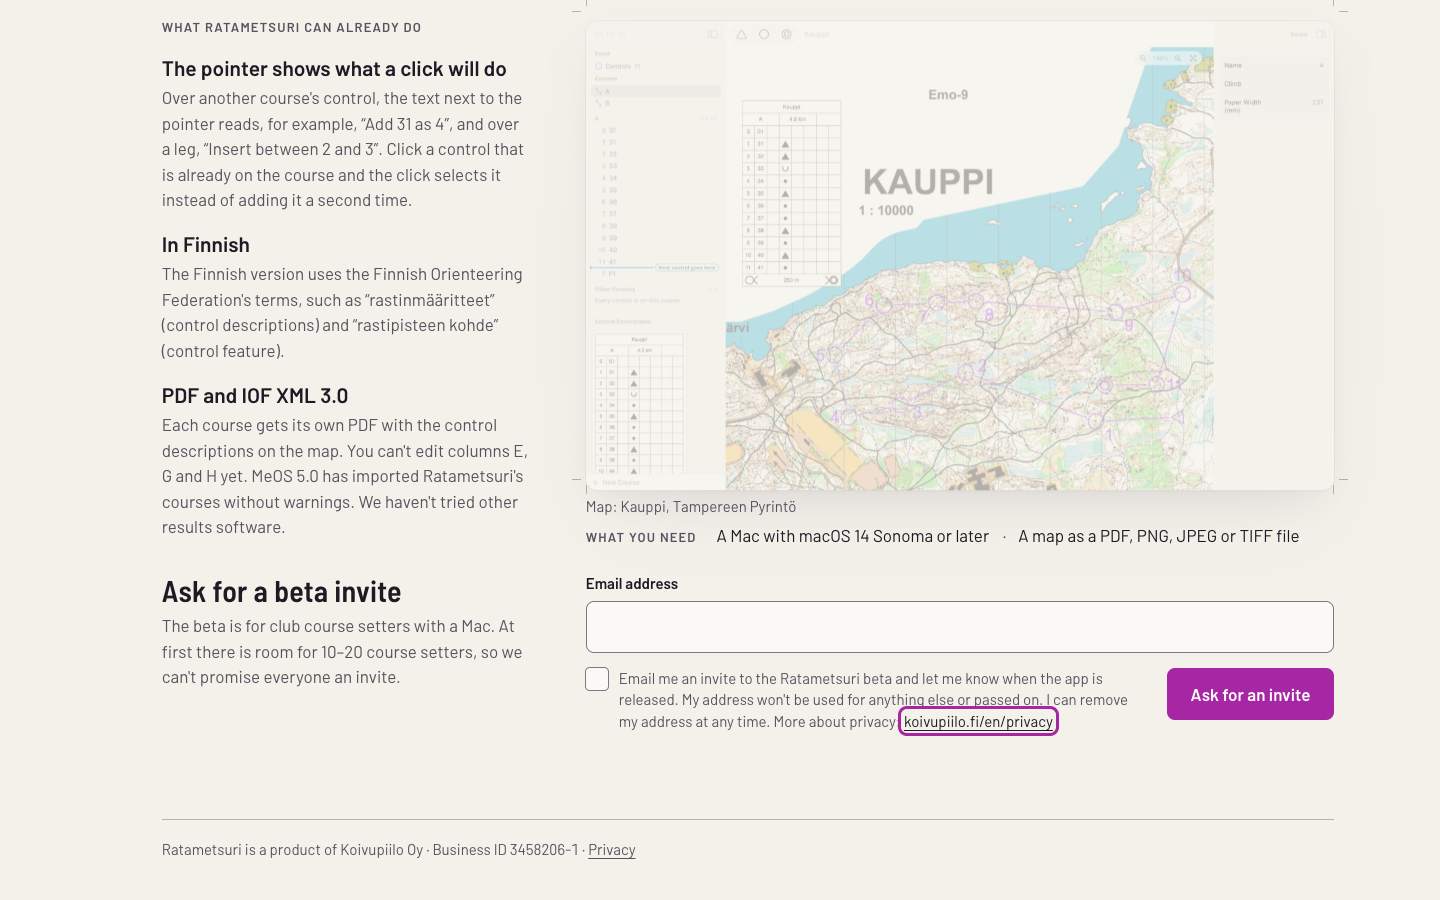 WHAT RATAMETSURI CAN ALREADY DO
The pointer shows what a click will do
Over another course's control, the text next to the
pointer reads, for example, “Add 31 as 4”, and over
a leg, “Insert between 2 and 3”. Click a control that
is already on the course and the click selects it
instead of adding it a second time.
In Finnish
The Finnish version uses the Finnish Orienteering
Federation's terms, such as “rastinmääritteet”
(control descriptions) and “rastipisteen kohde”
(control feature).
PDF and IOF XML 3.0
Each course gets its own PDF with the control
descriptions on the map. You can't edit columns E,
G and H yet. MeOS 5.0 has imported Ratametsuri's
courses without warnings. We haven't tried other
results software.
Ask for a beta invite
The beta is for club course setters with a Mac. At
first there is room for 10–20 course setters, so we
can't promise everyone an invite.
Kauppi
Emo-9
KAUPPI
1 : 10000
Kauppi
A 4.8 km
Name
Climb
Paper Width
(mm)
ärvi
Map: Kauppi, Tampereen Pyrintö
WHAT YOU NEED A Mac with macOS 14 Sonoma or later · A map as a PDF, PNG, JPEG or TIFF file
Email address
Email me an invite to the Ratametsuri beta and let me know when the app is
released. My address won't be used for anything else or passed on. I can remove
my address at any time. More about privacy: koivupiilo.fi/en/privacy
Ask for an invite
Ratametsuri is a product of Koivupiilo Oy · Business ID 3458206-1 · Privacy